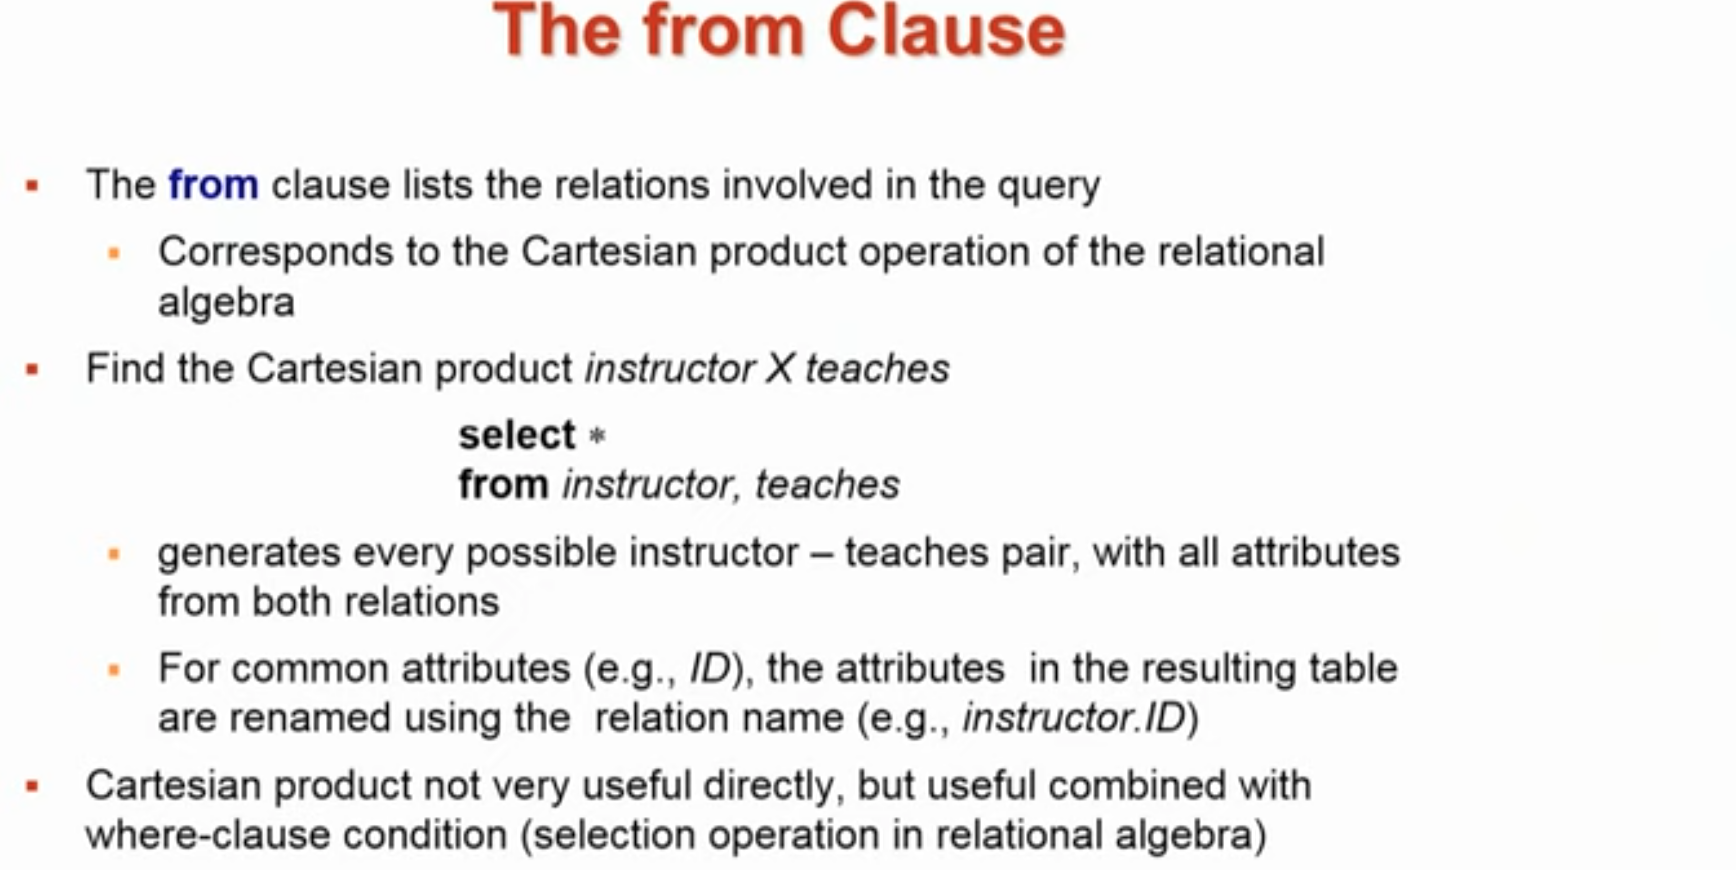 The from Clause
The from clause lists the relations involved in the query
Corresponds to the Cartesian product operation of the relational
algebra
Find the Cartesian product instructor X teaches
select *
from instructor, teaches
generates every possible instructor – teaches pair, with all attributes
from both relations
For common attributes (e.g., ID), the attributes in the resulting table
are renamed using the relation name (e.g., instructor.ID)
Cartesian product not very useful directly, but useful combined with
where-clause condition (selection operation in relational algebra)